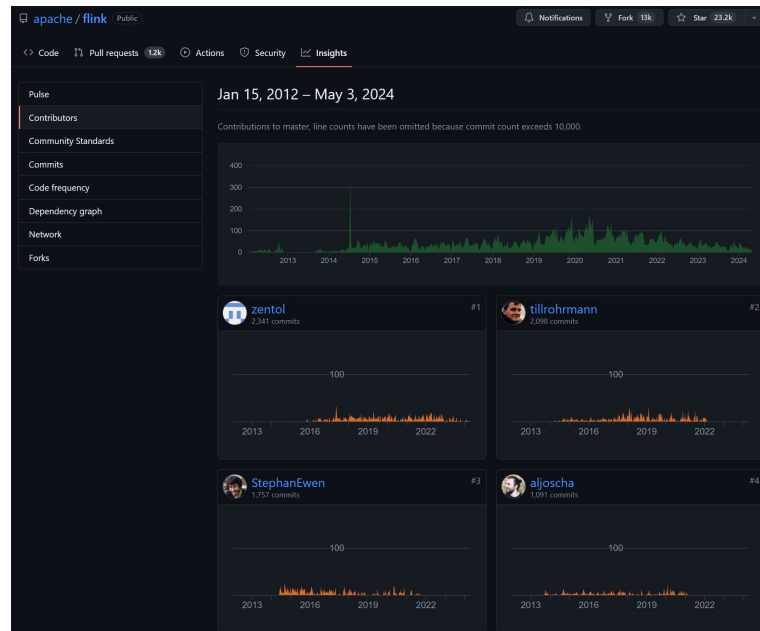 apache / flink Public
Notifications Fork 13k Star 23.2k
Code Pull requests 1.2k Actions Security Insights
Pulse
Contributors
Community Standards
Commits
Code frequency
Dependency graph
Network
Forks
Jan 15, 2012 – May 3, 2024
Contributions to master, line counts have been omitted because commit count exceeds 10,000.
400
300
200
100
0
2013 2014 2015 2016 2017 2018 2019 2020 2021 2022 2023 2024
zentol #1
2,341 commits
100
2013 2016 2019 2022
tillrohrmann #2
2,098 commits
100
2013 2016 2019 2022
StephanEwen #3
1,757 commits
100
2013 2016 2019 2022
aljoscha #4
1,091 commits
100
2013 2016 2019 2022